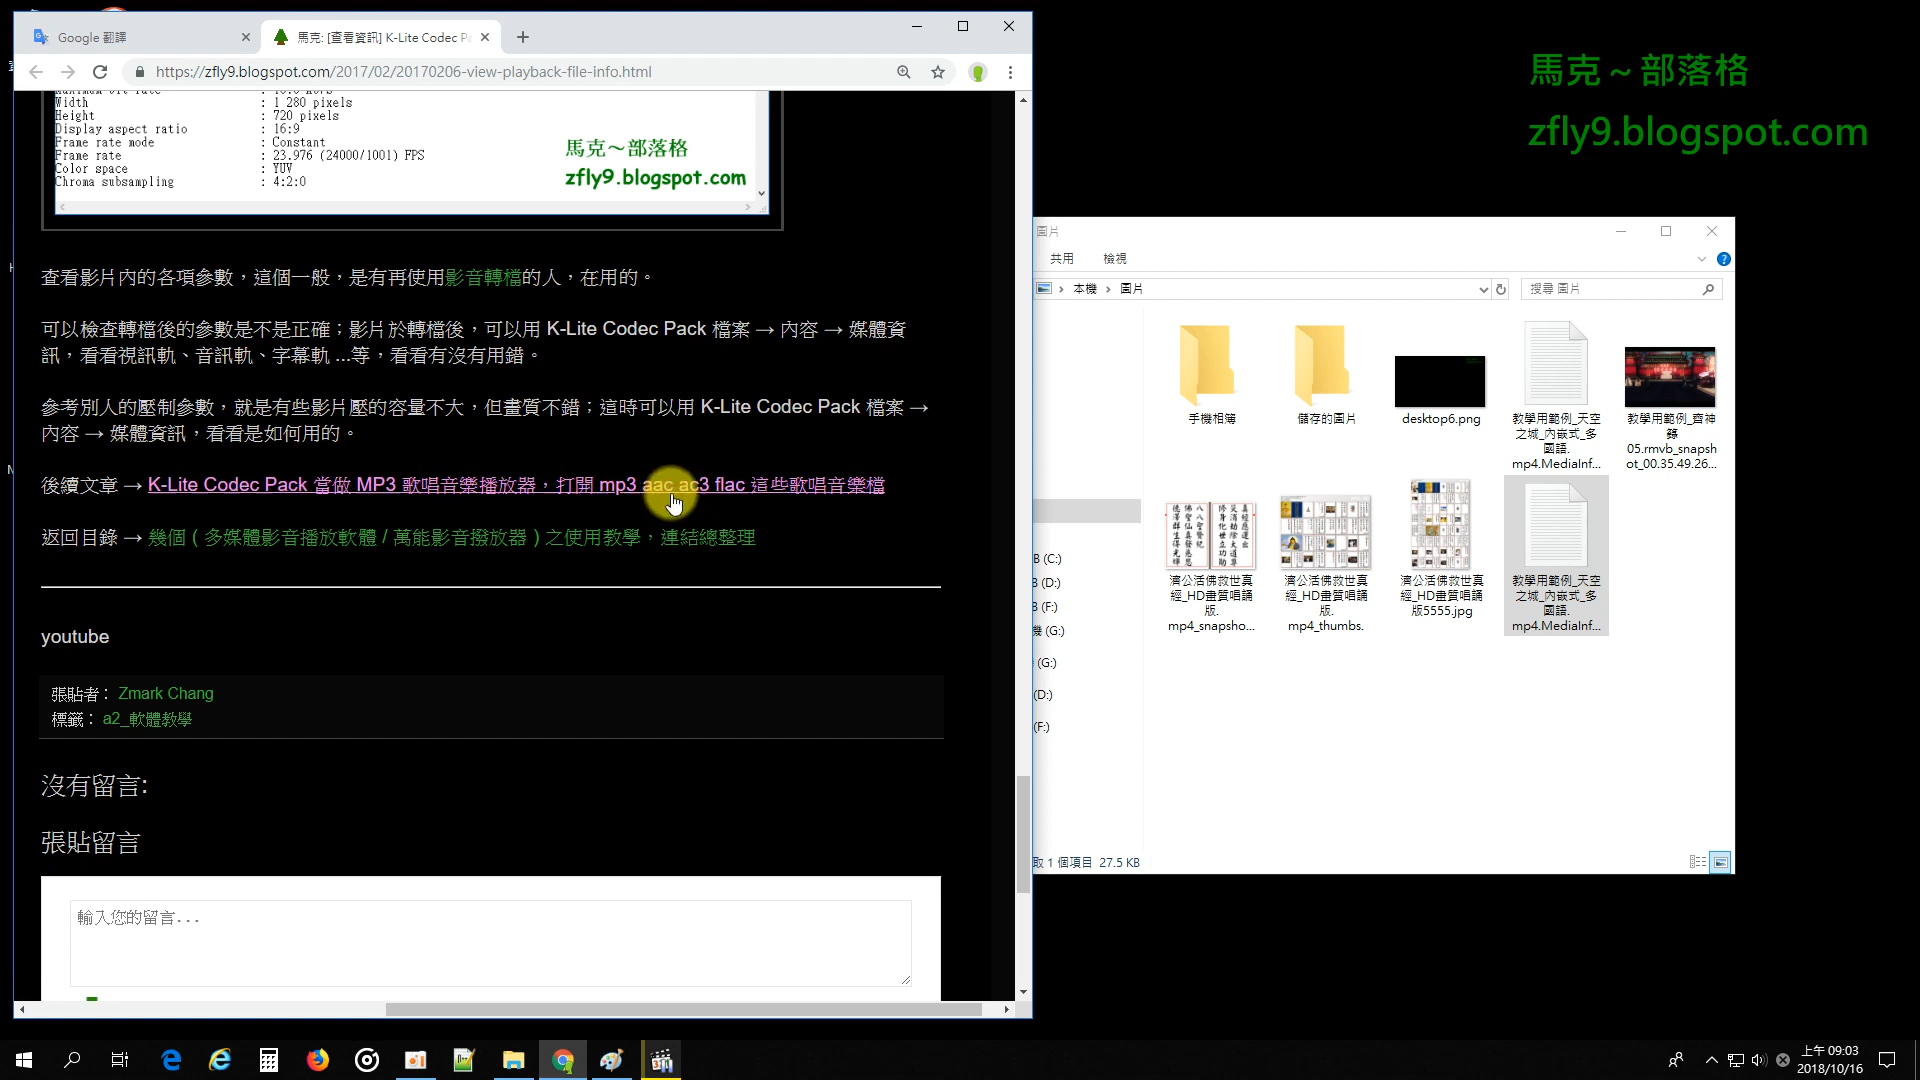 Google 翻譯
馬克: [查看資訊] K-Lite Codec Pa
https://zfly9.blogspot.com/2017/02/20170206-view-playback-file-info.html
Width : 1 280 pixels
Height : 720 pixels
Display aspect ratio : 16:9
Frame rate mode : Constant
Frame rate : 23.976 (24000/1001) FPS
Color space : YUV
Chroma subsampling : 4:2:0
馬克～部落格
zfly9.blogspot.com
查看影片內的各項參數，這個一般，是有再使用影音轉檔的人，在用的。
可以檢查轉檔後的參數是不是正確；影片於轉檔後，可以用 K-Lite Codec Pack 檔案 → 內容 → 媒體資
訊，看看視訊軌、音訊軌、字幕軌 ...等，看看有沒有用錯。
參考別人的壓制參數，就是有些影片壓的容量不大，但畫質不錯；這時可以用 K-Lite Codec Pack 檔案 →
內容 → 媒體資訊，看看是如何用的。
後續文章 → K-Lite Codec Pack 當做 MP3 歌唱音樂播放器，打開 mp3 aac ac3 flac 這些歌唱音樂檔
返回目錄 → 幾個 ( 多媒體影音播放軟體 / 萬能影音撥放器 ) 之使用教學，連結總整理
youtube
張貼者： Zmark Chang
標籤： a2_軟體教學
沒有留言:
張貼留言
輸入您的留言...
馬克～部落格
zfly9.blogspot.com
圖片
共用 檢視
本機 › 圖片
搜尋 圖片
手機相簿
儲存的圖片
desktop6.png
教學用範例_天空
之城_內嵌式_多
國語.
mp4.MediaInf...
教學用範例_齊神
籙
05.rmvb_snapsh
ot_00.35.49.26...
濟公活佛救世真
經_HD畫質唱誦
版.
mp4_snapsho...
濟公活佛救世真
經_HD畫質唱誦
版.
mp4_thumbs.
濟公活佛救世真
經_HD畫質唱誦
版5555.jpg
教學用範例_天空
之城_內嵌式_多
國語.
mp4.MediaInf...
(C:)
(D:)
(F:)
(G:)
(G:)
(D:)
(F:)
取 1 個項目 27.5 KB
上午 09:03
2018/10/16